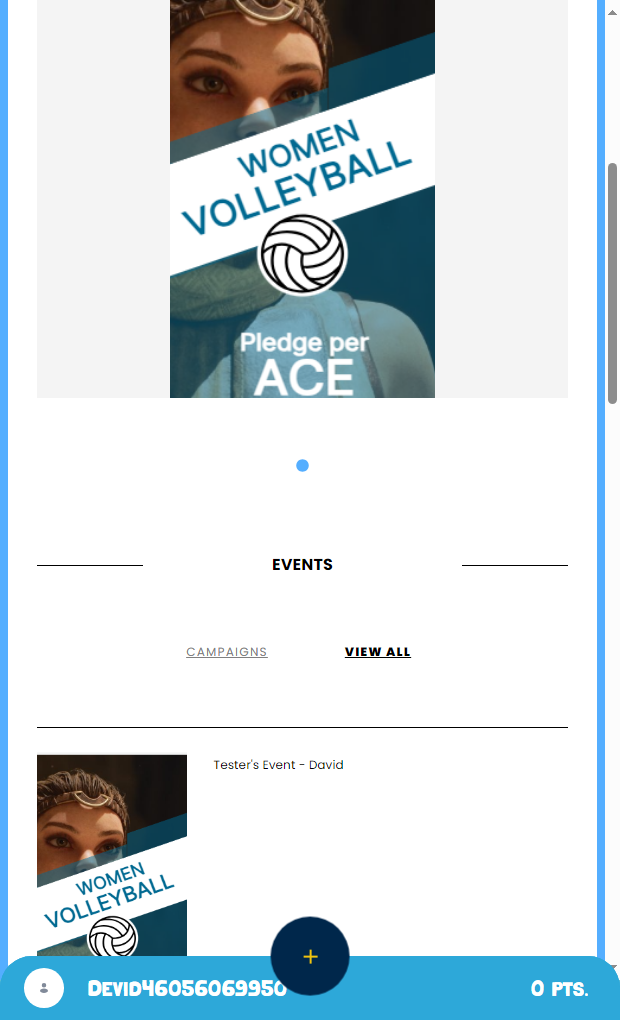 WOMEN
VOLLEYBALL
Pledge per
ACE
EVENTS
CAMPAIGNS
VIEW ALL
Tester's Event - David
WOMEN
VOLLEYBALL
+
Devid46056069950
0 PTS.